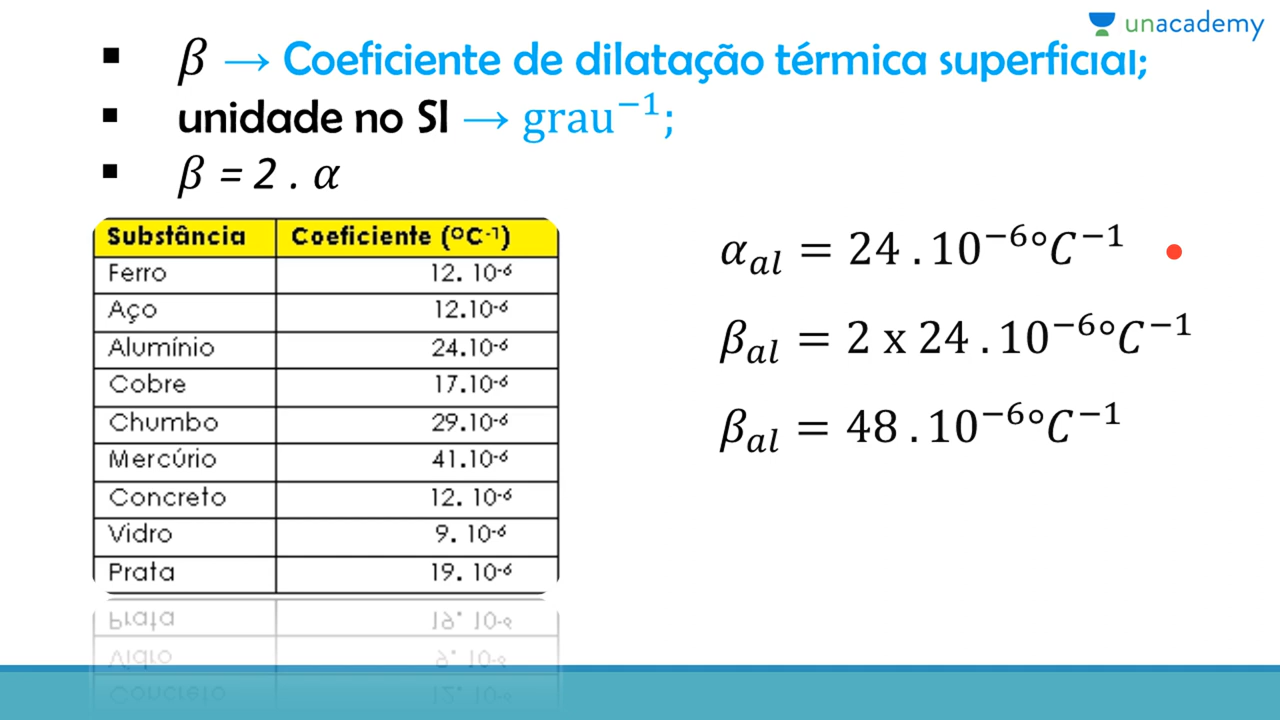 unacademy
▪ β → Coeficiente de dilatação térmica superficial;
▪ unidade no SI → grau⁻¹;
▪ β = 2 . α
Substância Coeficiente (ºC⁻¹)
Ferro 12. 10⁻⁶
Aço 12.10⁻⁶
Alumínio 24.10⁻⁶
Cobre 17.10⁻⁶
Chumbo 29.10⁻⁶
Mercúrio 41.10⁻⁶
Concreto 12. 10⁻⁶
Vidro 9. 10⁻⁶
Prata 19. 10⁻⁶
α_al = 24 . 10⁻⁶°C⁻¹
β_al = 2 x 24 . 10⁻⁶°C⁻¹
β_al = 48 . 10⁻⁶°C⁻¹